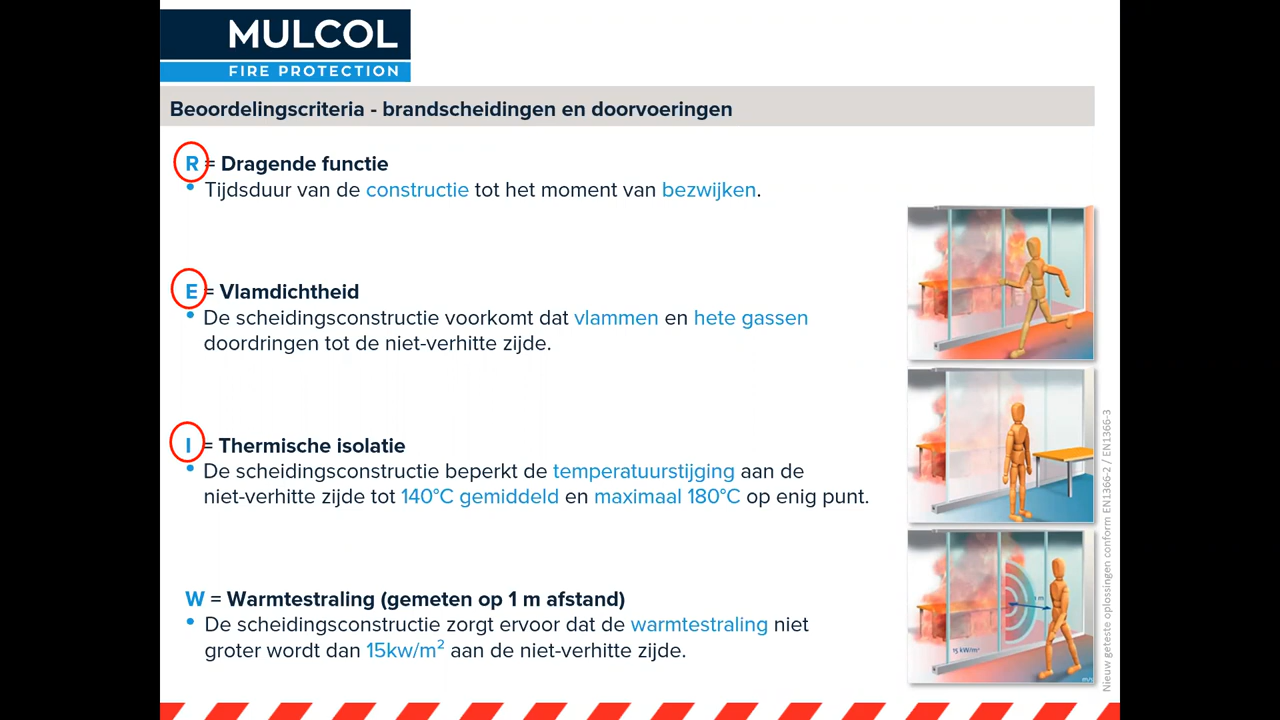 MULCOL
FIRE PROTECTION
Beoordelingscriteria - brandscheidingen en doorvoeringen
R = Dragende functie
• Tijdsduur van de constructie tot het moment van bezwijken.
E = Vlamdichtheid
• De scheidingsconstructie voorkomt dat vlammen en hete gassen
doordringen tot de niet-verhitte zijde.
I = Thermische isolatie
• De scheidingsconstructie beperkt de temperatuurstijging aan de
niet-verhitte zijde tot 140°C gemiddeld en maximaal 180°C op enig punt.
W = Warmtestraling (gemeten op 1 m afstand)
• De scheidingsconstructie zorgt ervoor dat de warmtestraling niet
groter wordt dan 15kw/m² aan de niet-verhitte zijde.
15 kW/m²
Nieuw geteste oplossingen conform EN1366-2 / EN1366-3